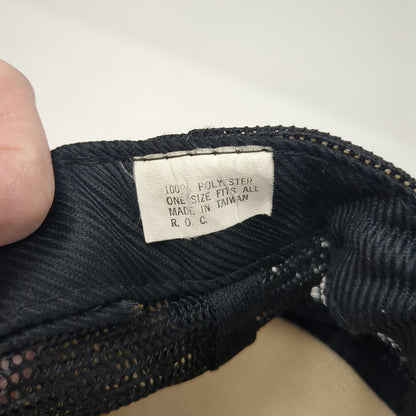 100% POLYESTER
ONE SIZE FITS ALL
MADE IN TAIWAN
R. O. C.